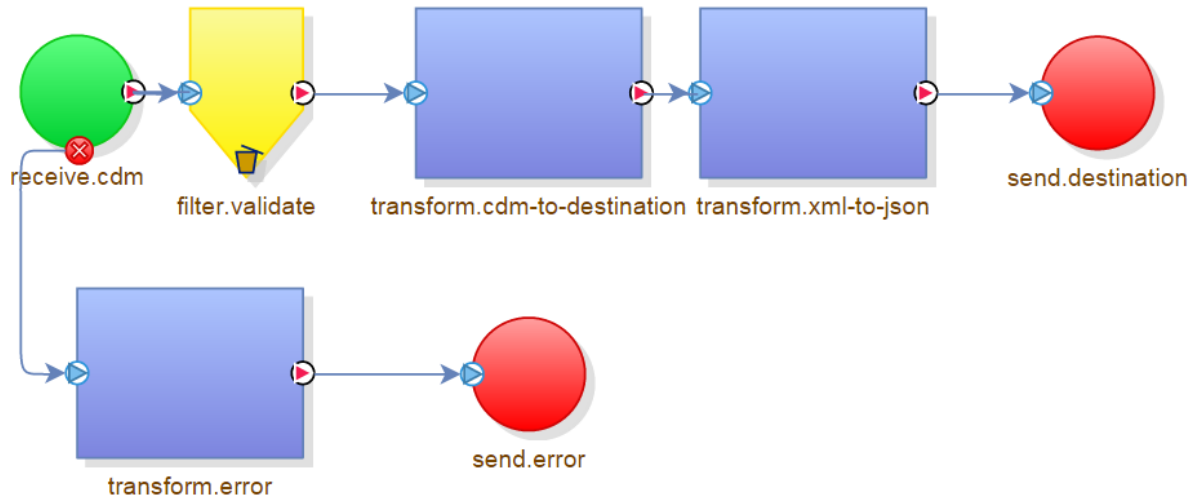 receive.cdm
filter.validate
transform.cdm-to-destination
transform.xml-to-json
send.destination
transform.error
send.error